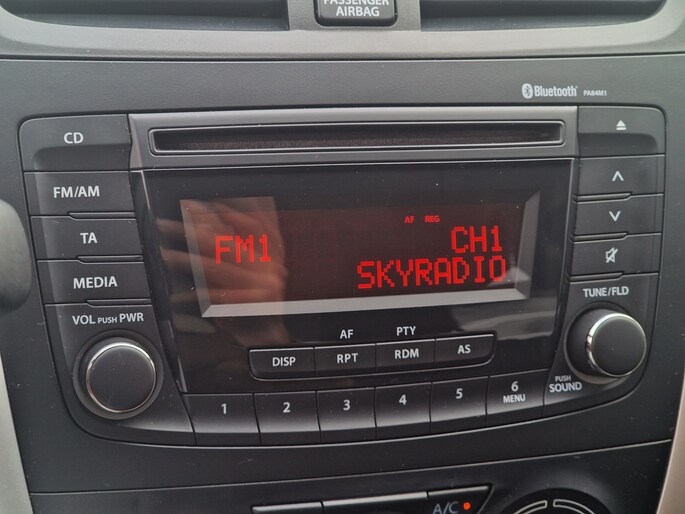 PASSENGER
AIRBAG
Bluetooth® PA84M1
CD
FM/AM
TA
MEDIA
VOL PUSH PWR
AF REG
FM1 CH1
SKYRADIO
TUNE/FLD
AF PTY
DISP RPT RDM AS
PUSH
SOUND
1 2 3 4 5 6
MENU
A/C